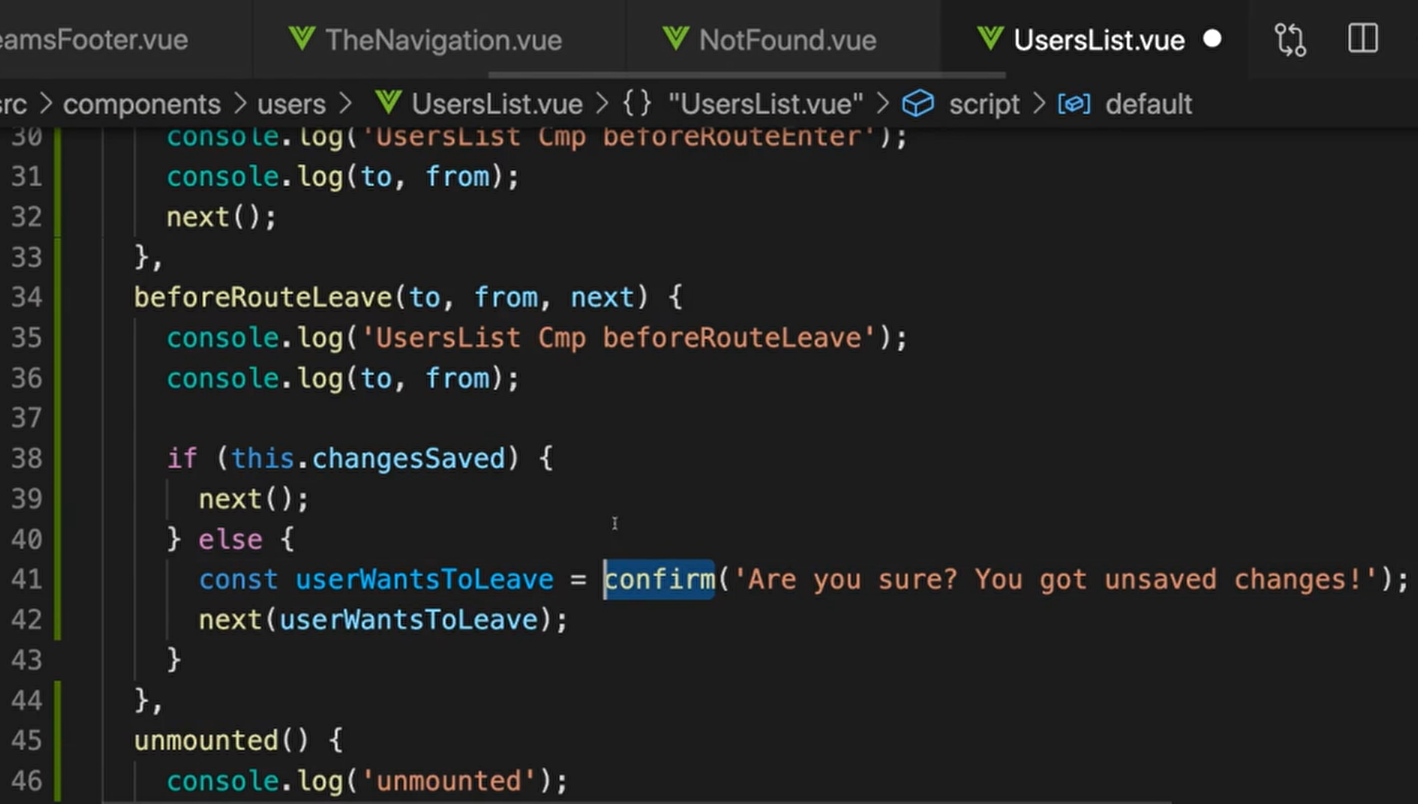 eamsFooter.vue TheNavigation.vue NotFound.vue UsersList.vue
src > components > users > UsersList.vue > {} "UsersList.vue" > script > default
30 console.log('UsersList Cmp beforeRouteEnter');
31 console.log(to, from);
32 next();
33 },
34 beforeRouteLeave(to, from, next) {
35 console.log('UsersList Cmp beforeRouteLeave');
36 console.log(to, from);
37
38 if (this.changesSaved) {
39 next();
40 } else {
41 const userWantsToLeave = confirm('Are you sure? You got unsaved changes!');
42 next(userWantsToLeave);
43 }
44 },
45 unmounted() {
46 console.log('unmounted');